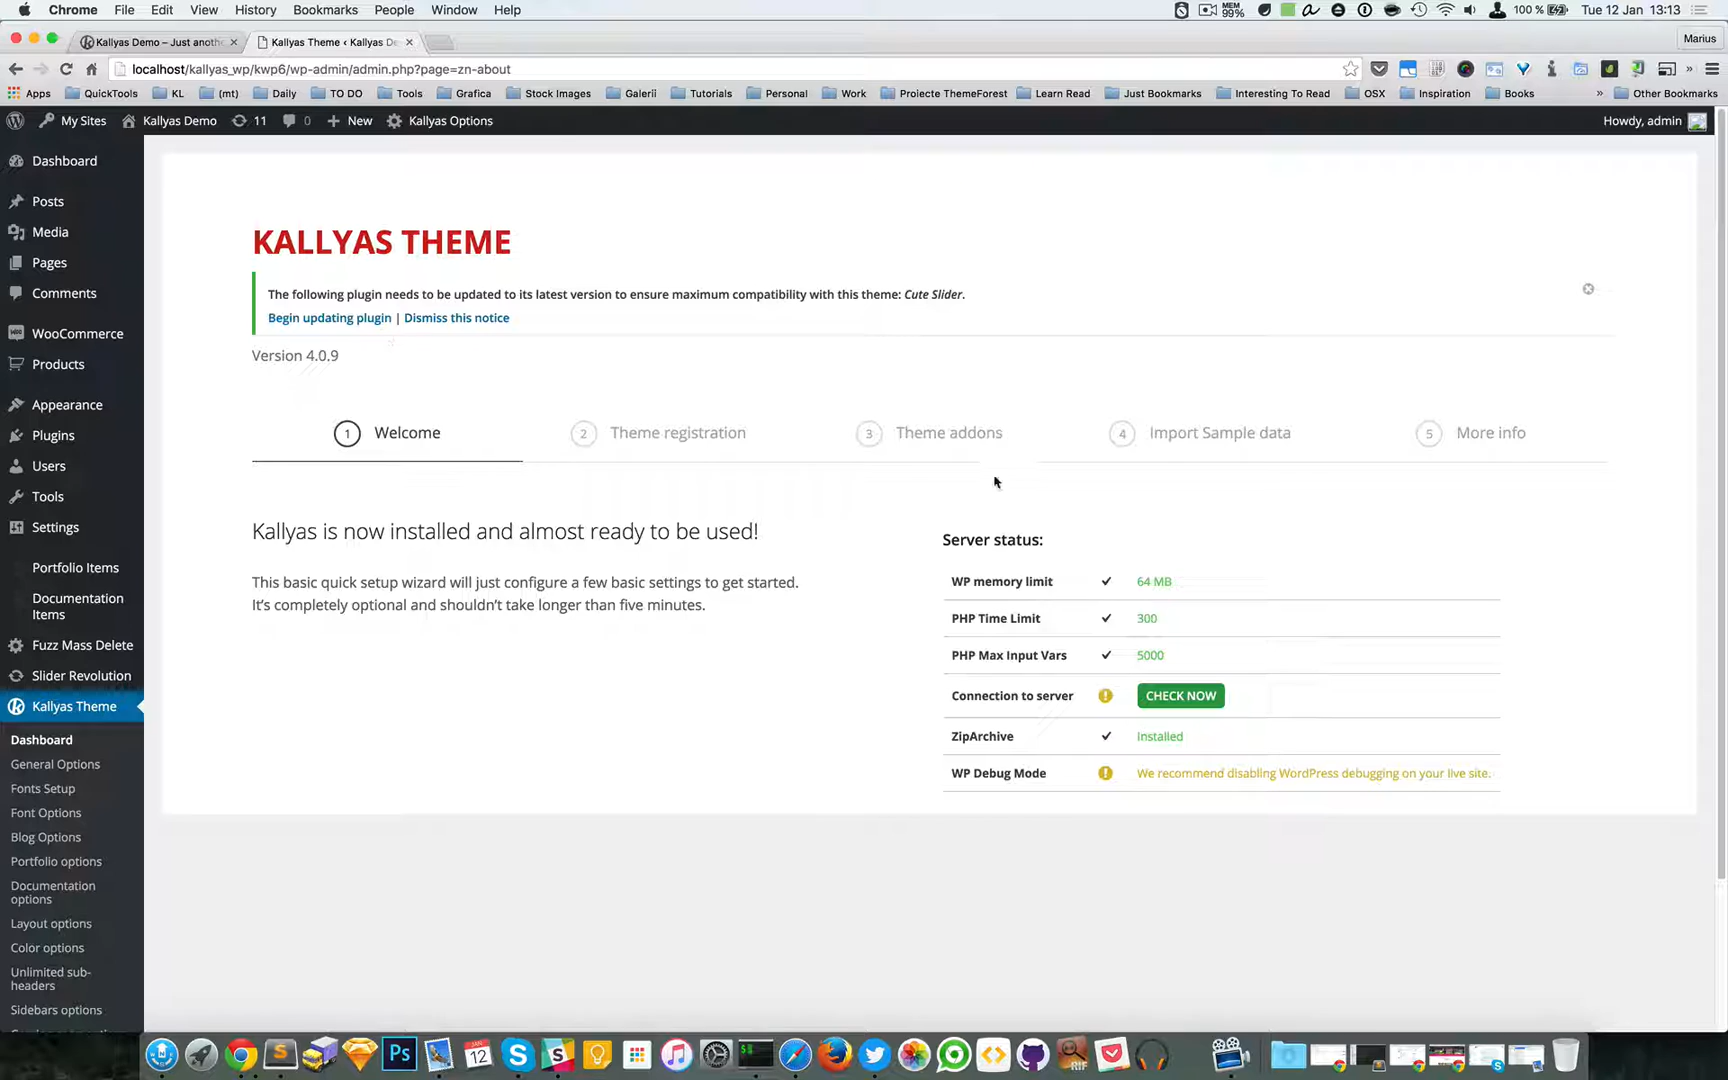 Chrome File Edit View History Bookmarks People Window Help
MEM 99% 100 % Tue 12 Jan 13:13
Kallyas Demo – Just anoth
Kallyas Theme ‹ Kallyas De
Marius
localhost/kallyas_wp/kwp6/wp-admin/admin.php?page=zn-about
Apps QuickTools KL (mt) Daily TO DO Tools Grafica Stock Images Galerii Tutorials Personal Work Proiecte ThemeForest Learn Read Just Bookmarks Interesting To Read OSX Inspiration Books » Other Bookmarks
My Sites Kallyas Demo 11 0 + New Kallyas Options Howdy, admin
Dashboard
Posts
Media
Pages
Comments
WooCommerce
Products
Appearance
Plugins
Users
Tools
Settings
Portfolio Items
Documentation
Items
Fuzz Mass Delete
Slider Revolution
Kallyas Theme
Dashboard
General Options
Fonts Setup
Font Options
Blog Options
Portfolio options
Documentation
options
Layout options
Color options
Unlimited sub-
headers
Sidebars options
KALLYAS THEME
The following plugin needs to be updated to its latest version to ensure maximum compatibility with this theme: Cute Slider.
Begin updating plugin | Dismiss this notice
Version 4.0.9
1 Welcome
2 Theme registration
3 Theme addons
4 Import Sample data
5 More info
Kallyas is now installed and almost ready to be used!
This basic quick setup wizard will just configure a few basic settings to get started.
It's completely optional and shouldn't take longer than five minutes.
Server status:
WP memory limit 64 MB
PHP Time Limit 300
PHP Max Input Vars 5000
Connection to server CHECK NOW
ZipArchive Installed
WP Debug Mode We recommend disabling WordPress debugging on your live site.
Ps
JAN
12